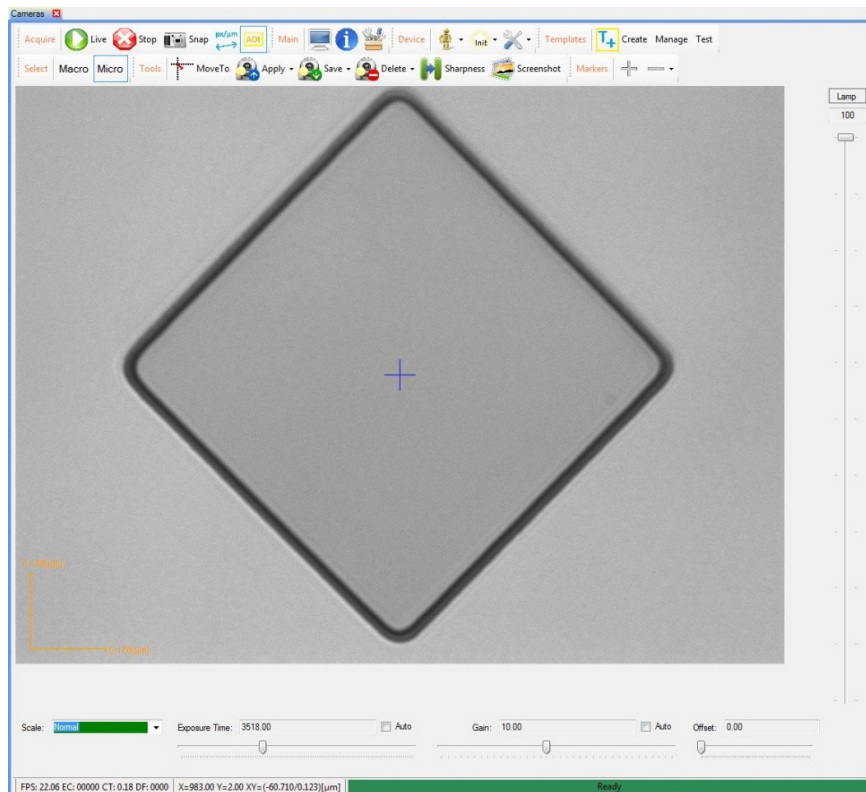 Cameras
Acquire Live Stop Snap px/µm ADI Main Device Init Templates T+ Create Manage Test
Select Macro Micro Tools MoveTo Apply Save Delete Sharpness Screenshot Markers
Lamp
100
Scale: Normal Exposure Time: 3518.00 Auto Gain: 10.00 Auto Offset: 0.00
FPS: 22.06 EC: 00000 CT: 0.18 DF: 0000 X=983.00 Y=2.00 XY=(-60.710/0.123)[µm] Ready